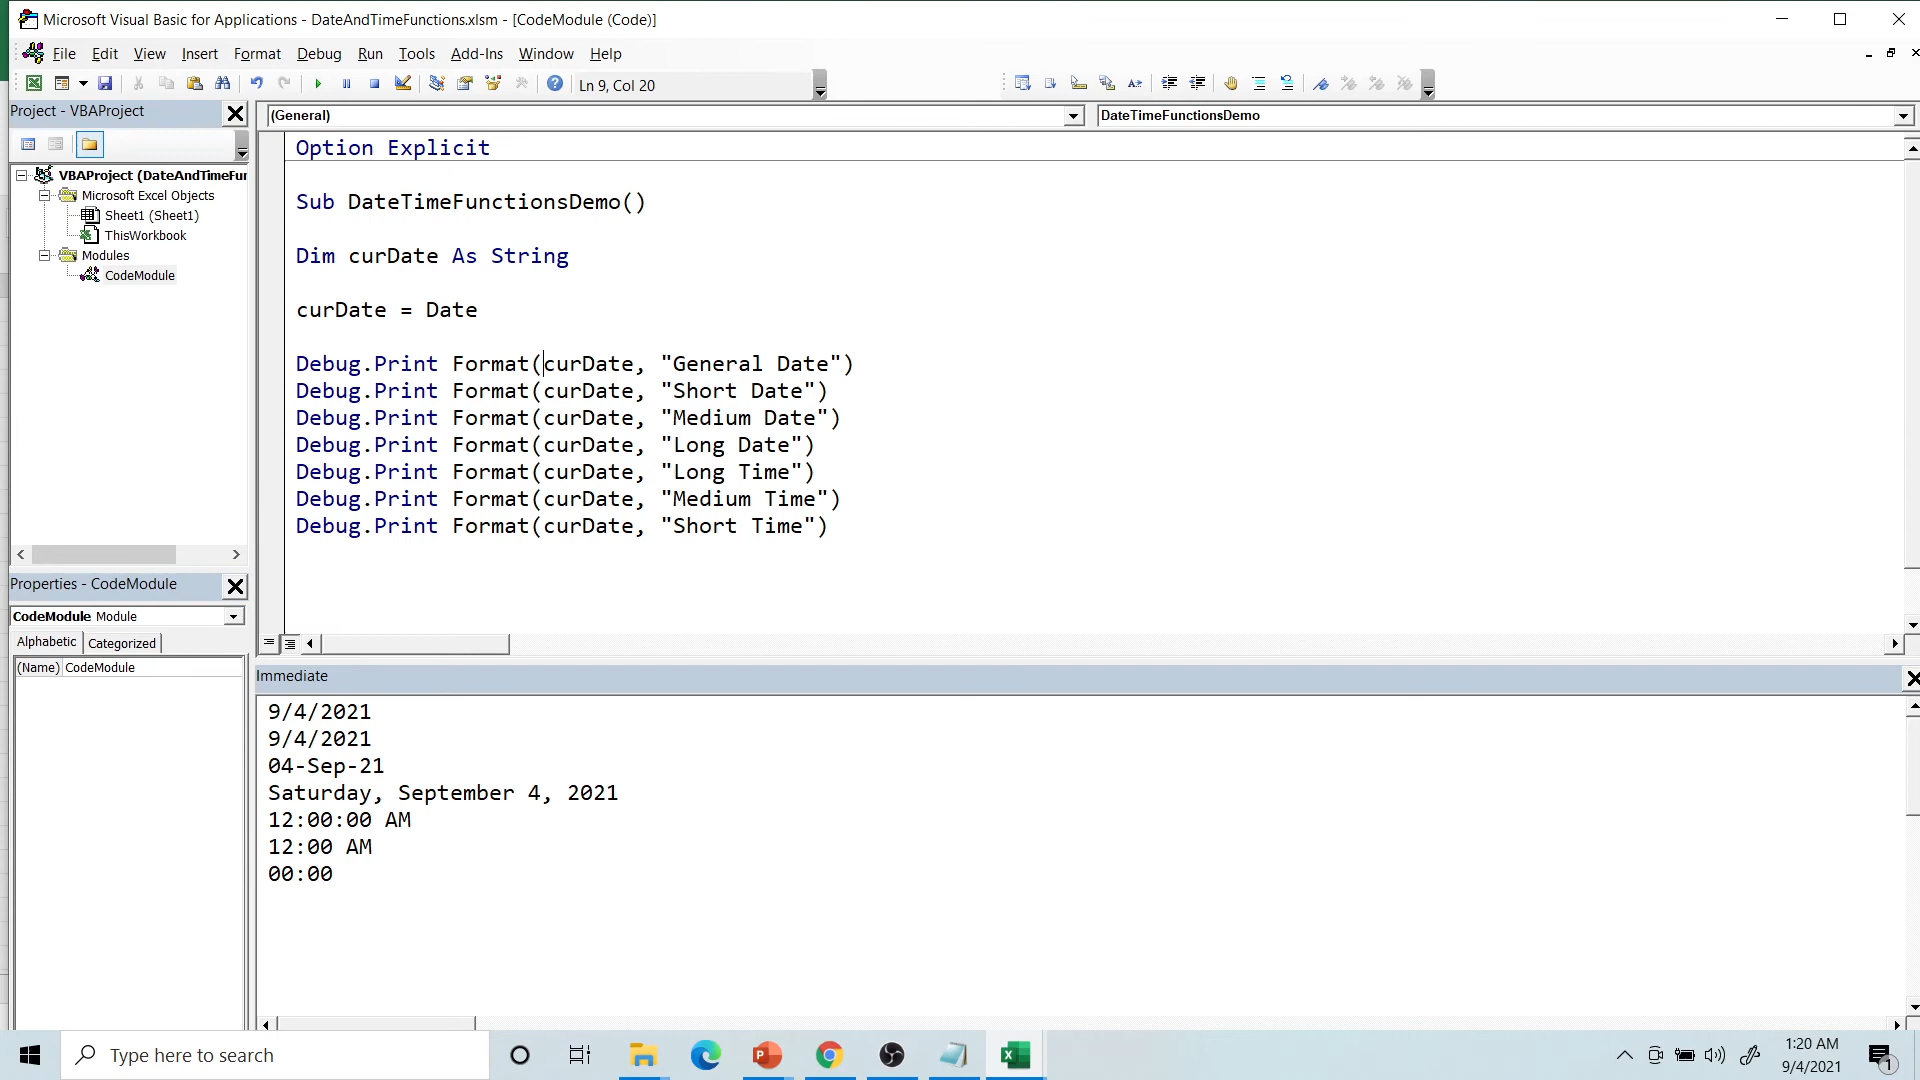 Microsoft Visual Basic for Applications - DateAndTimeFunctions.xlsm - [CodeModule (Code)]
File Edit View Insert Format Debug Run Tools Add-Ins Window Help
Ln 9, Col 20
Project - VBAProject
VBAProject (DateAndTimeFun
Microsoft Excel Objects
Sheet1 (Sheet1)
ThisWorkbook
Modules
CodeModule
Properties - CodeModule
CodeModule Module
Alphabetic Categorized
(Name) CodeModule
(General) DateTimeFunctionsDemo
Option Explicit
Sub DateTimeFunctionsDemo()
Dim curDate As String
curDate = Date
Debug.Print Format(curDate, "General Date")
Debug.Print Format(curDate, "Short Date")
Debug.Print Format(curDate, "Medium Date")
Debug.Print Format(curDate, "Long Date")
Debug.Print Format(curDate, "Long Time")
Debug.Print Format(curDate, "Medium Time")
Debug.Print Format(curDate, "Short Time")
Immediate
9/4/2021
9/4/2021
04-Sep-21
Saturday, September 4, 2021
12:00:00 AM
12:00 AM
00:00
Type here to search
1:20 AM
9/4/2021
1